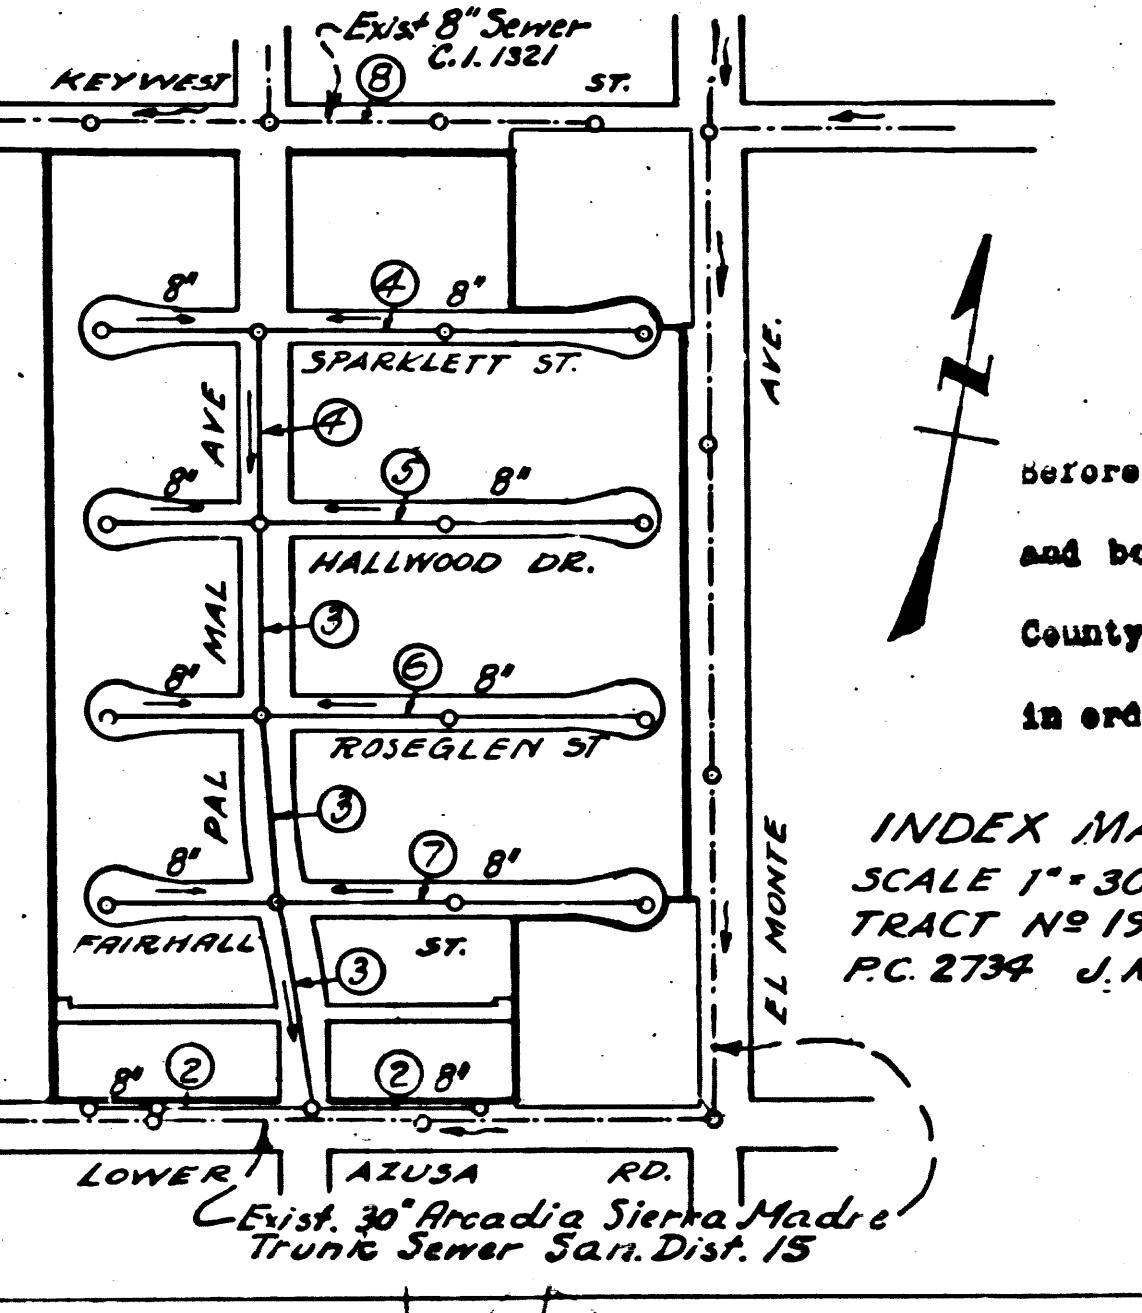 Exist 8" Sewer
C.I. 1321
KEYWEST ST.
8
8" 4 8"
SPARKLETT ST.
4
5
8" 8"
HALLWOOD DR.
3
6
8" 8"
ROSEGLEN ST
3
7
8" 8"
FAIRHALL ST.
3
2 2
8" 8"
LOWER AZUSA RD.
Exist. 30" Arcadia Sierra Madre
Trunk Sewer San. Dist. 15
PAL MAL AVE
EL MONTE AVE.
N
Before
and bo
County
in ord
INDEX MA
SCALE 1" = 30
TRACT Nº 19
P.C. 2734 J.